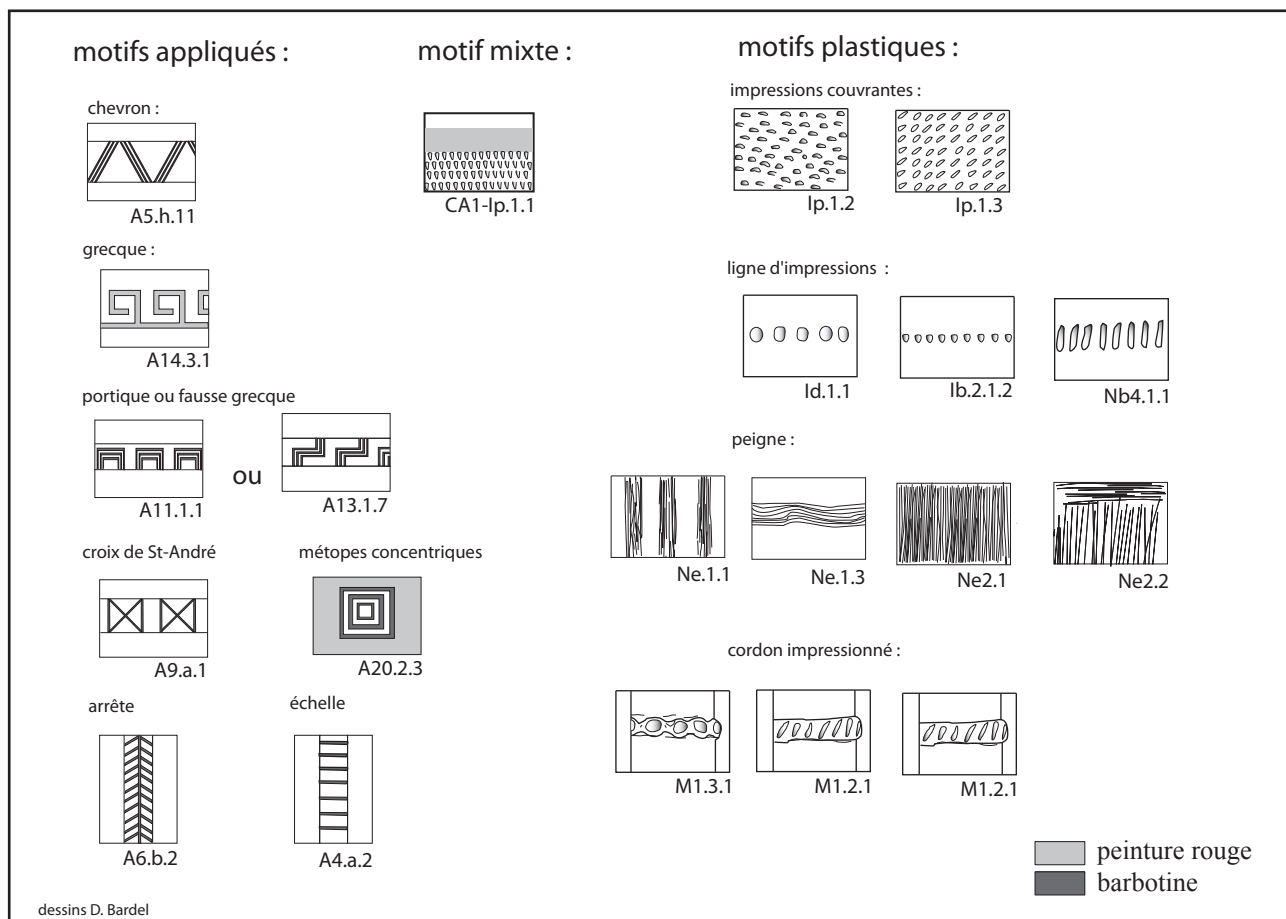 motifs appliqués :
chevron :
A5.h.11
grecque :
A14.3.1
portique ou fausse grecque
A11.1.1
ou
A13.1.7
croix de St-André
A9.a.1
métopes concentriques
A20.2.3
arrête
A6.b.2
échelle
A4.a.2
dessins D. Bardel
motif mixte :
CA1-Ip.1.1
motifs plastiques :
impressions couvrantes :
Ip.1.2
Ip.1.3
ligne d'impressions :
Id.1.1
Ib.2.1.2
Nb4.1.1
peigne :
Ne.1.1
Ne.1.3
Ne2.1
Ne2.2
cordon impressionné :
M1.3.1
M1.2.1
M1.2.1
peinture rouge
barbotine